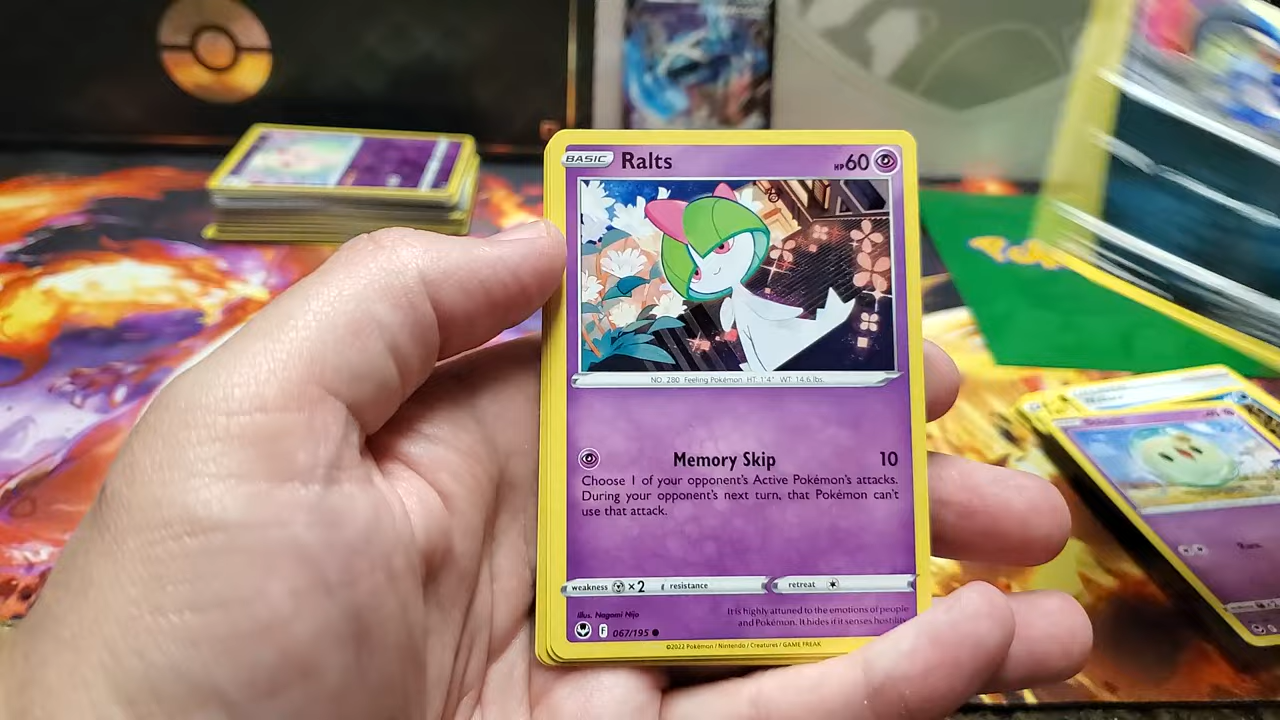 BASIC Ralts HP60
NO. 280 Feeling Pokémon HT: 1'4" WT: 14.6 lbs.
Memory Skip 10
Choose 1 of your opponent's Active Pokémon's attacks.
During your opponent's next turn, that Pokémon can't
use that attack.
weakness ×2 resistance retreat
Illus. Nagomi Nijo
It is highly attuned to the emotions of people
and Pokémon. It hides if it senses hostility
F 067/195
©2022 Pokémon / Nintendo / Creatures / GAME FREAK